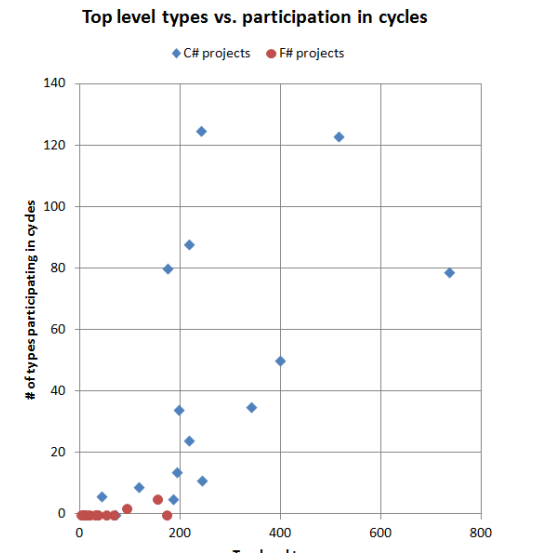 Top level types vs. participation in cycles
C# projects F# projects
140
120
100
80
60
40
20
0
# of types participating in cycles
0 200 400 600 800